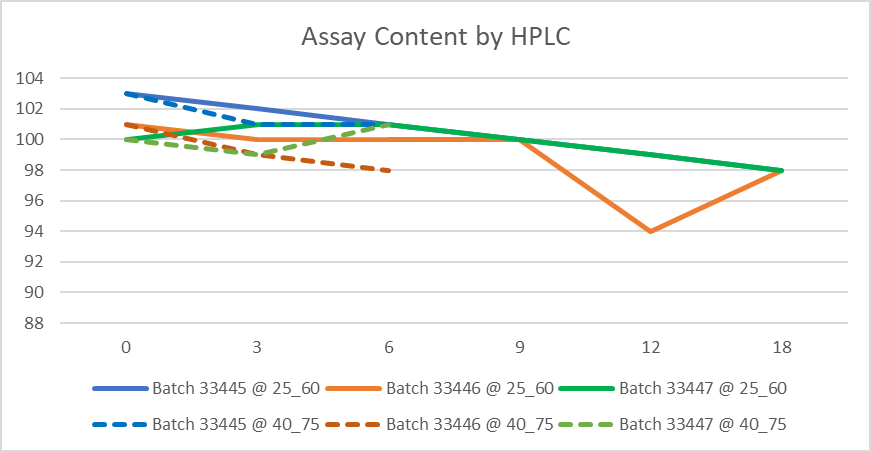 Assay Content by HPLC
104
102
100
98
96
94
92
90
88
0 3 6 9 12 18
Batch 33445 @ 25_60 Batch 33446 @ 25_60 Batch 33447 @ 25_60
Batch 33445 @ 40_75 Batch 33446 @ 40_75 Batch 33447 @ 40_75